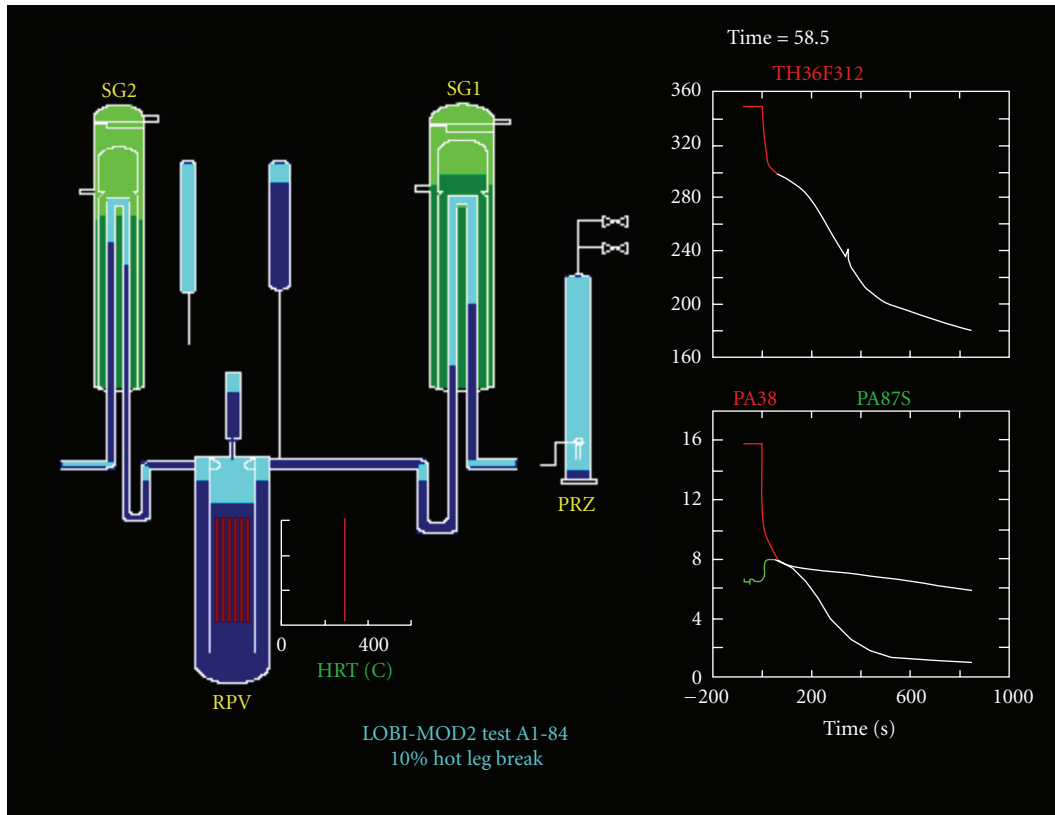 Time = 58.5
SG2
SG1
TH36F312
360
320
280
240
200
160
PRZ
PA38
PA87S
16
12
8
4
0
−200
200
600
1000
Time (s)
0
400
HRT (C)
RPV
LOBI-MOD2 test A1-84
10% hot leg break